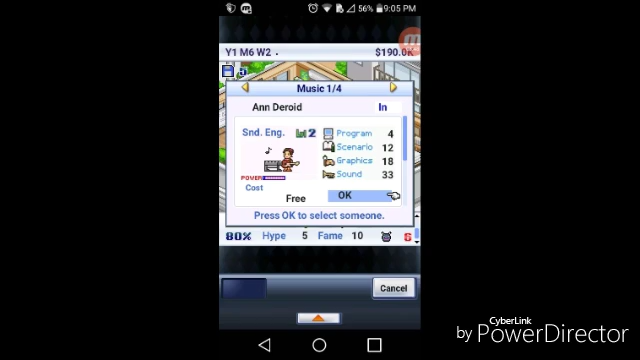 56% 9:05 PM
Y1 M6 W2 $190.0K
Music 1/4
Ann Deroid In
Snd. Eng. Lvl 2
Program 4
Scenario 12
Graphics 18
Sound 33
POWER
Cost
Free
OK
Press OK to select someone.
80% Hype 5 Fame 10 6
Cancel
CyberLink
by PowerDirector